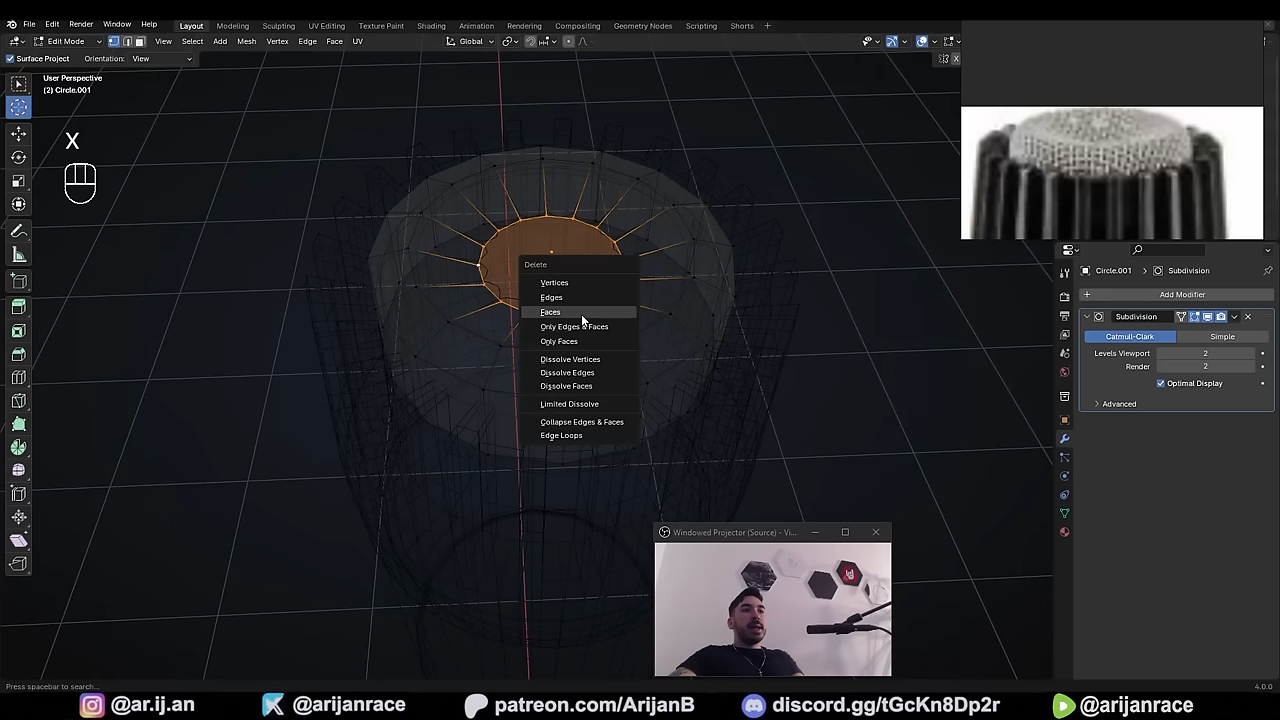 File Edit Render Window Help Layout Modeling Sculpting UV Editing Texture Paint Shading Animation Rendering Compositing Geometry Nodes Scripting Shorts +
Edit Mode View Select Add Mesh Vertex Edge Face UV Global
Surface Project Orientation: View X
User Perspective
(2) Circle.001
X
Delete
Vertices
Edges
Faces
Only Edges & Faces
Only Faces
Dissolve Vertices
Dissolve Edges
Dissolve Faces
Limited Dissolve
Collapse Edges & Faces
Edge Loops
Circle.001 > Subdivision
+ Add Modifier
Subdivision
Catmull-Clark Simple
Levels Viewport 2
Render 2
Optimal Display
Advanced
Windowed Projector (Source) - Vi...
Press spacebar to search... 4.0.0
@ar.ij.an @arijanrace patreon.com/ArijanB discord.gg/tGcKn8Dp2r @arijanrace